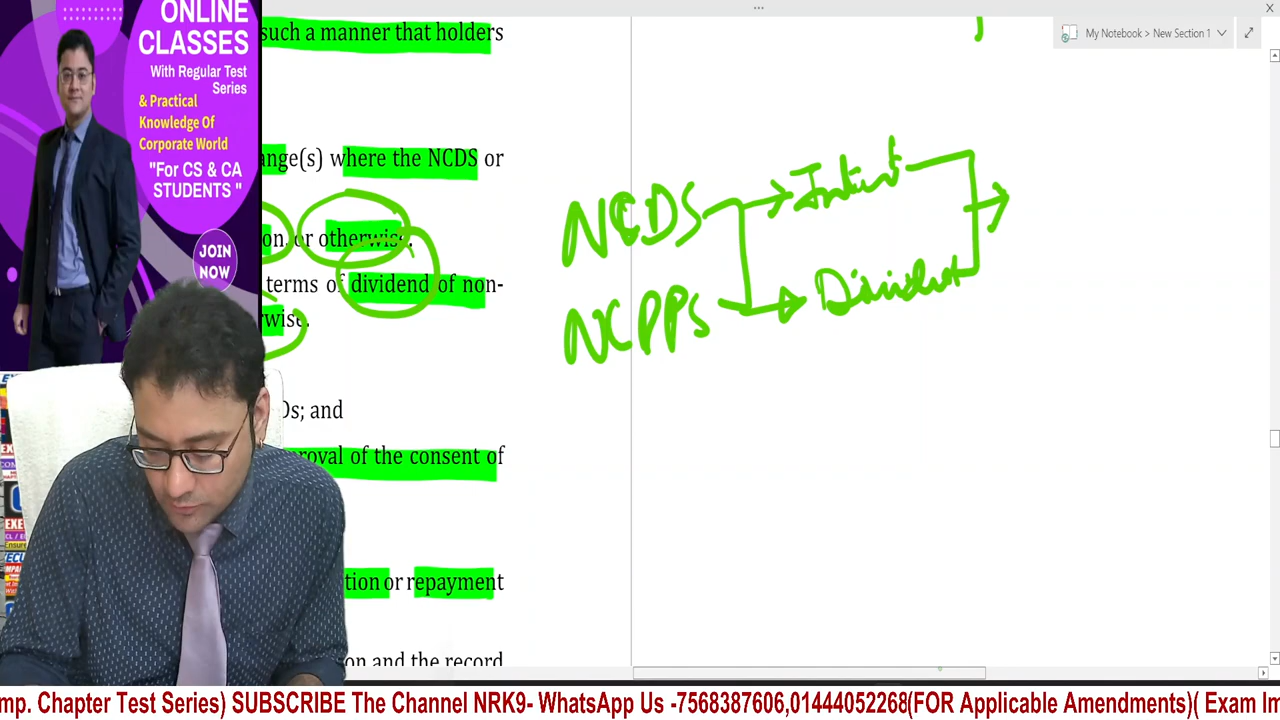 ONLINE
CLASSES
With Regular Test
Series
& Practical
Knowledge Of
Corporate World
"For CS & CA
STUDENTS "
JOIN
NOW
such a manner that holders
ange(s) where the NCDS or
on, or otherwise.
terms of dividend of non-
rwise.
Ds; and
roval of the consent of
tion or repayment
on and the record
My Notebook > New Section 1
NCDS
Interest
NCPPS
Dividend
mp. Chapter Test Series) SUBSCRIBE The Channel NRK9- WhatsApp Us -7568387606,01444052268(FOR Applicable Amendments)( Exam Im